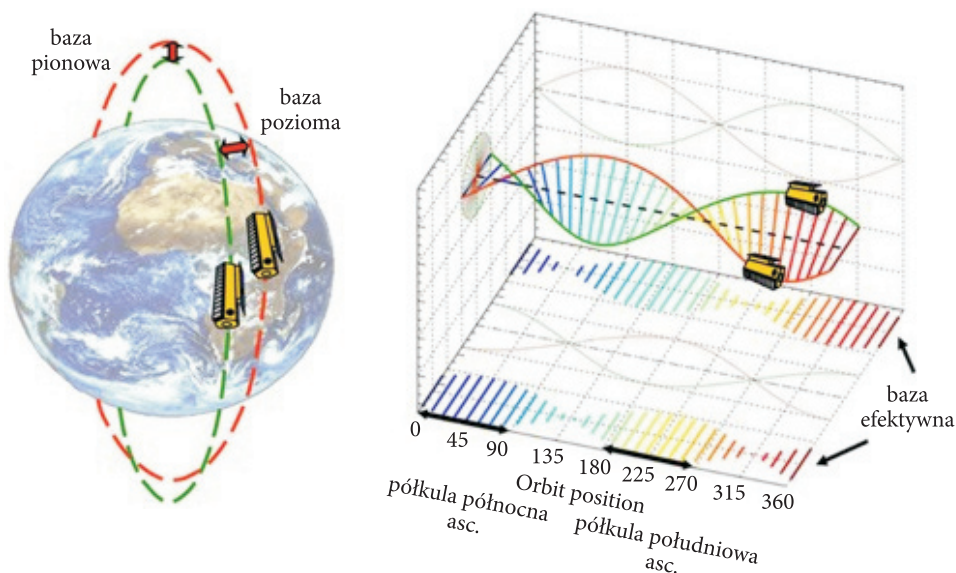 baza
pionowa
baza
pozioma
baza
efektywna
0
45
90
135
180
225
270
315
360
Orbit position
półkula północna
asc.
półkula południowa
asc.